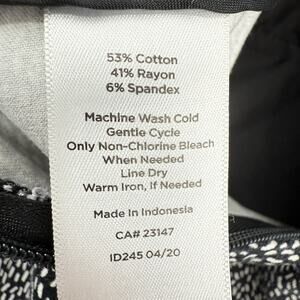 53% Cotton
41% Rayon
6% Spandex
Machine Wash Cold
Gentle Cycle
Only Non-Chlorine Bleach
When Needed
Line Dry
Warm Iron, If Needed
Made In Indonesia
CA# 23147
ID245 04/20